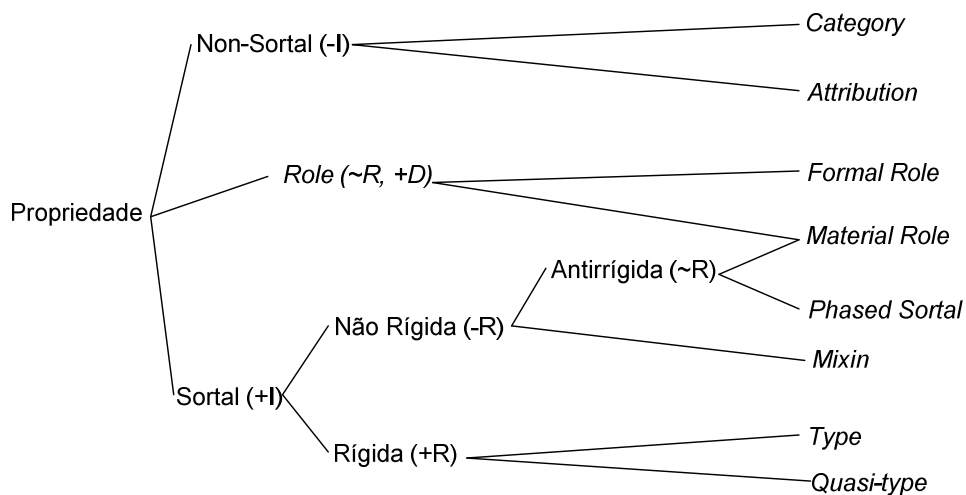 Category
Non-Sortal (-I)
Attribution
Role (~R, +D)
Formal Role
Propriedade
Material Role
Antirrígida (~R)
Phased Sortal
Não Rígida (-R)
Mixin
Sortal (+I)
Type
Rígida (+R)
Quasi-type